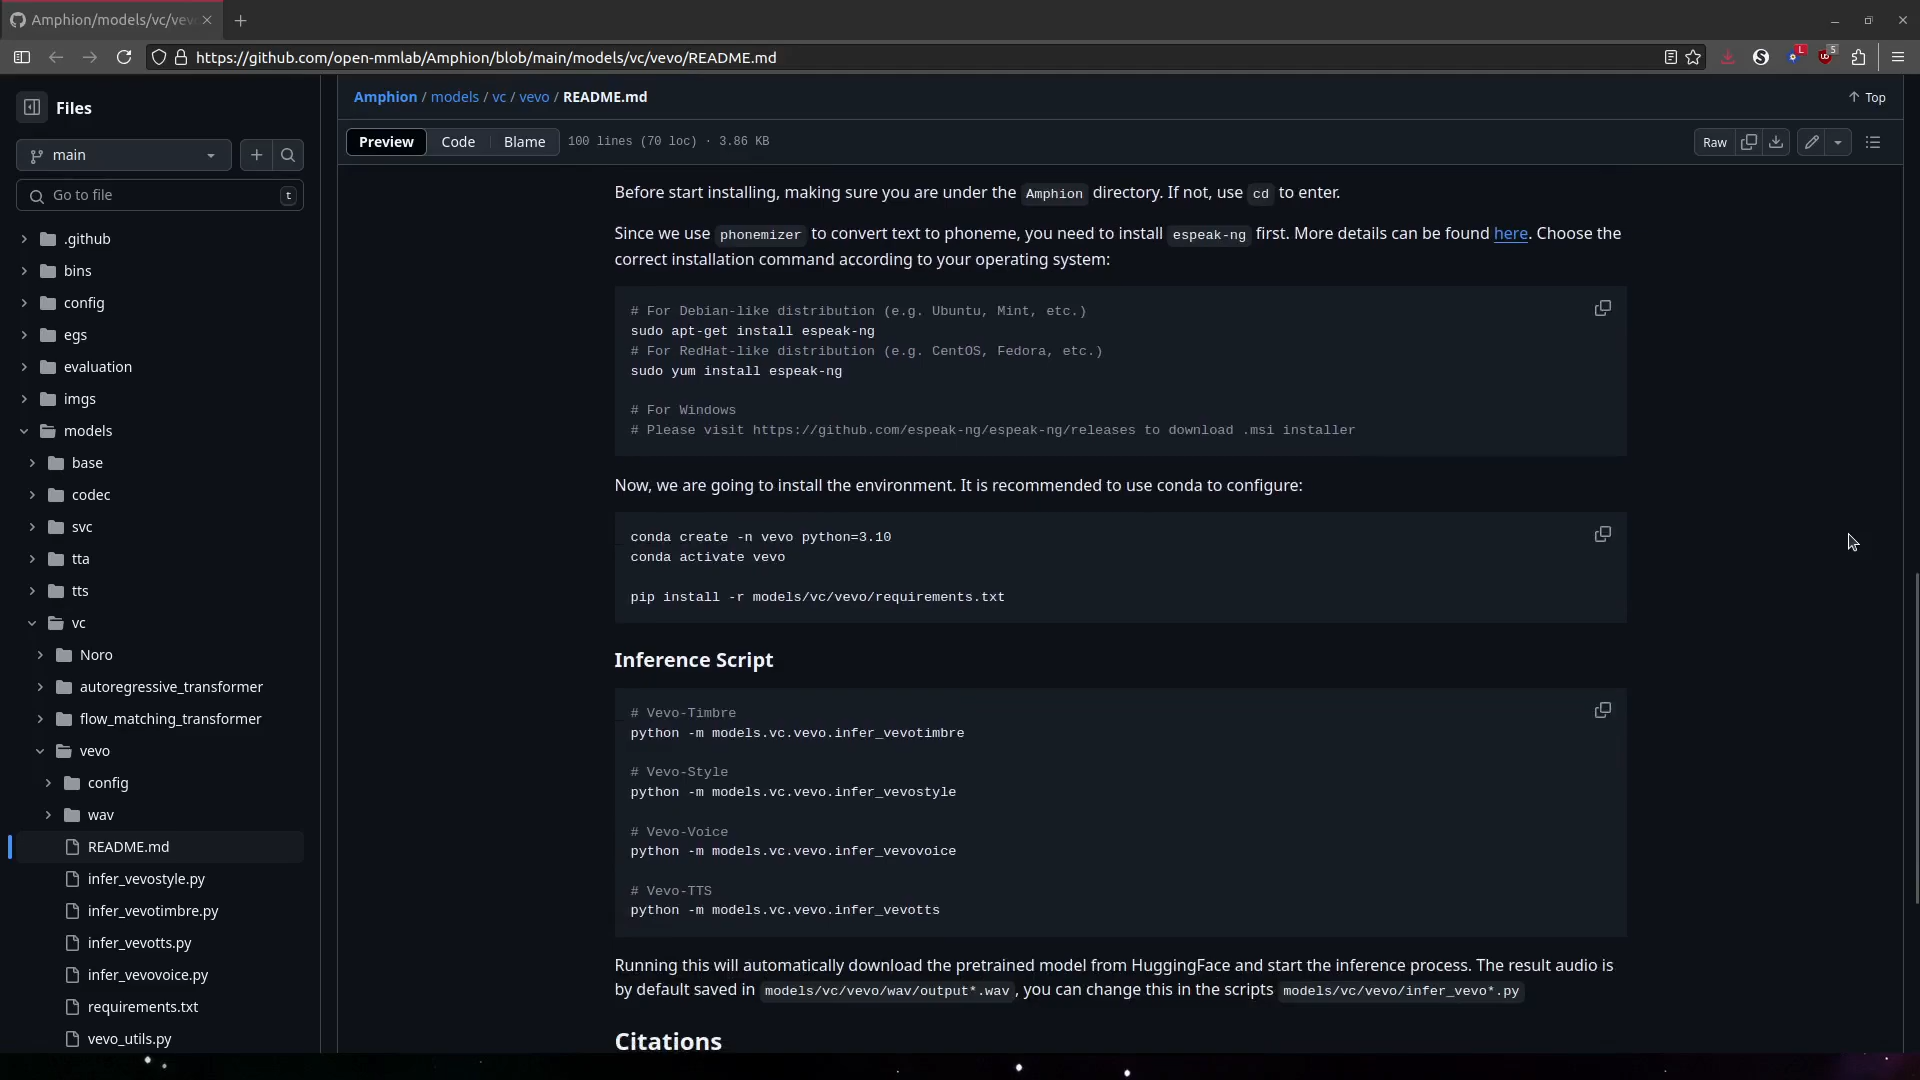 Amphion/models/vc/vev
https://github.com/open-mmlab/Amphion/blob/main/models/vc/vevo/README.md
L
5
Files
main
Go to file
t
.github
bins
config
egs
evaluation
imgs
models
base
codec
svc
tta
tts
vc
Noro
autoregressive_transformer
flow_matching_transformer
vevo
config
wav
README.md
infer_vevostyle.py
infer_vevotimbre.py
infer_vevotts.py
infer_vevovoice.py
requirements.txt
vevo_utils.py
Amphion / models / vc / vevo / README.md
Top
Preview Code Blame 100 lines (70 loc) · 3.86 KB
Raw
Before start installing, making sure you are under the Amphion directory. If not, use cd to enter.
Since we use phonemizer to convert text to phoneme, you need to install espeak-ng first. More details can be found here. Choose the
correct installation command according to your operating system:
# For Debian-like distribution (e.g. Ubuntu, Mint, etc.)
sudo apt-get install espeak-ng
# For RedHat-like distribution (e.g. CentOS, Fedora, etc.)
sudo yum install espeak-ng
# For Windows
# Please visit https://github.com/espeak-ng/espeak-ng/releases to download .msi installer
Now, we are going to install the environment. It is recommended to use conda to configure:
conda create -n vevo python=3.10
conda activate vevo
pip install -r models/vc/vevo/requirements.txt
Inference Script
# Vevo-Timbre
python -m models.vc.vevo.infer_vevotimbre
# Vevo-Style
python -m models.vc.vevo.infer_vevostyle
# Vevo-Voice
python -m models.vc.vevo.infer_vevovoice
# Vevo-TTS
python -m models.vc.vevo.infer_vevotts
Running this will automatically download the pretrained model from HuggingFace and start the inference process. The result audio is
by default saved in models/vc/vevo/wav/output*.wav, you can change this in the scripts models/vc/vevo/infer_vevo*.py
Citations